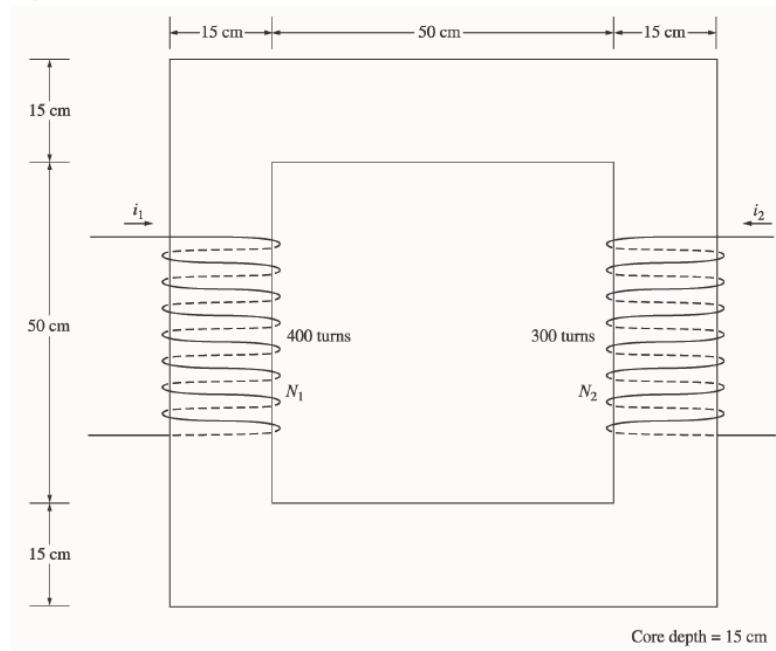 15 cm
50 cm
15 cm
15 cm
i₁
i₂
50 cm
400 turns
300 turns
N₁
N₂
15 cm
Core depth = 15 cm